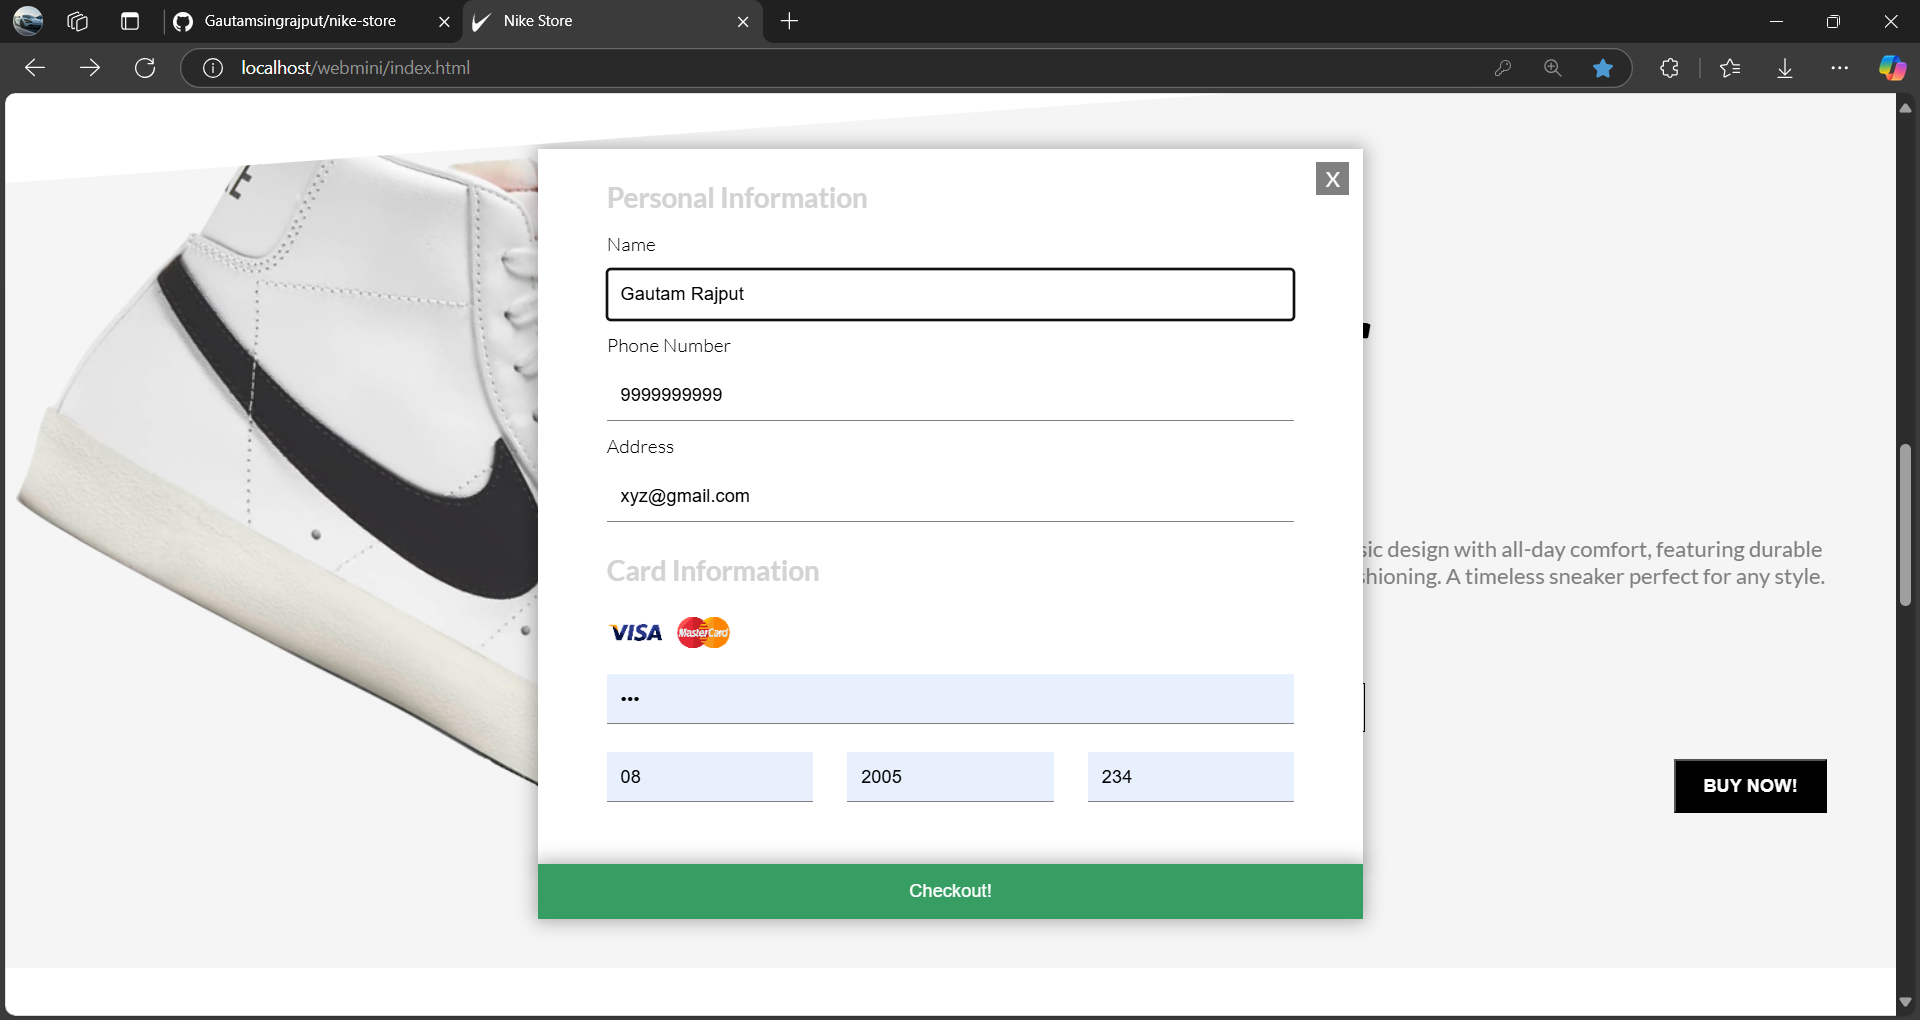 Gautamsingrajput/nike-store
Nike Store
localhost/webmini/index.html
Personal Information
X
Name
Gautam Rajput
Phone Number
9999999999
Address
xyz@gmail.com
sic design with all-day comfort, featuring durable
shioning. A timeless sneaker perfect for any style.
Card Information
VISA MasterCard
•••
08 2005 234
BUY NOW!
Checkout!